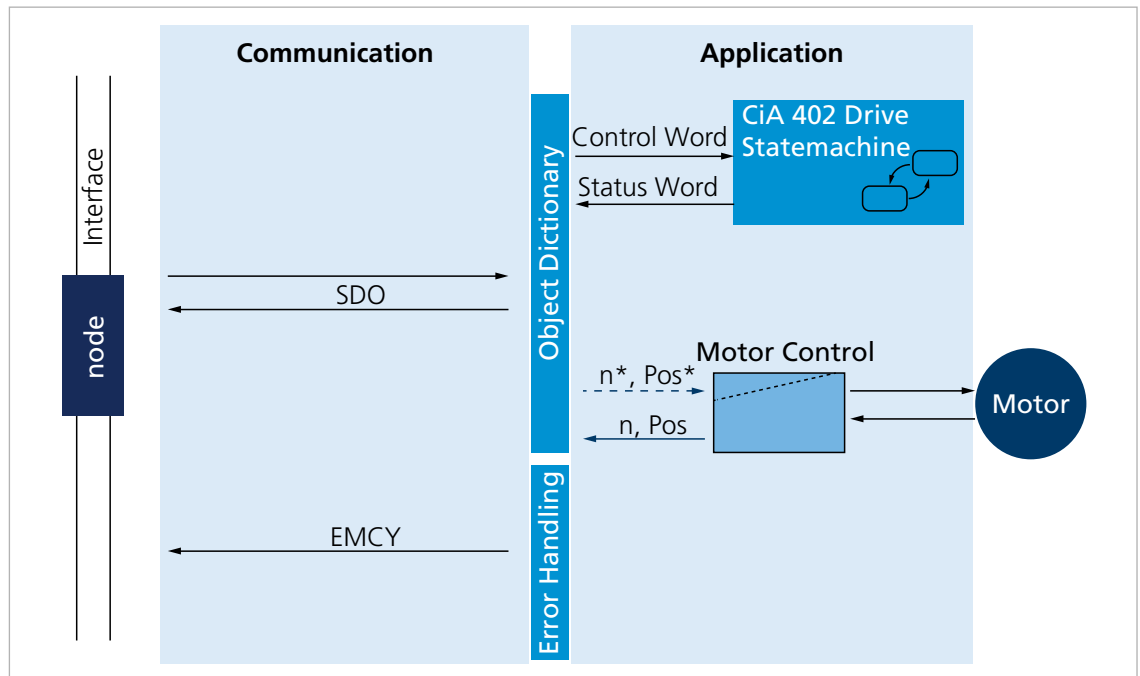 Communication
Application
Interface
node
SDO
EMCY
Object Dictionary
Error Handling
Control Word
Status Word
CiA 402 Drive
Statemachine
Motor Control
n*, Pos*
n, Pos
Motor